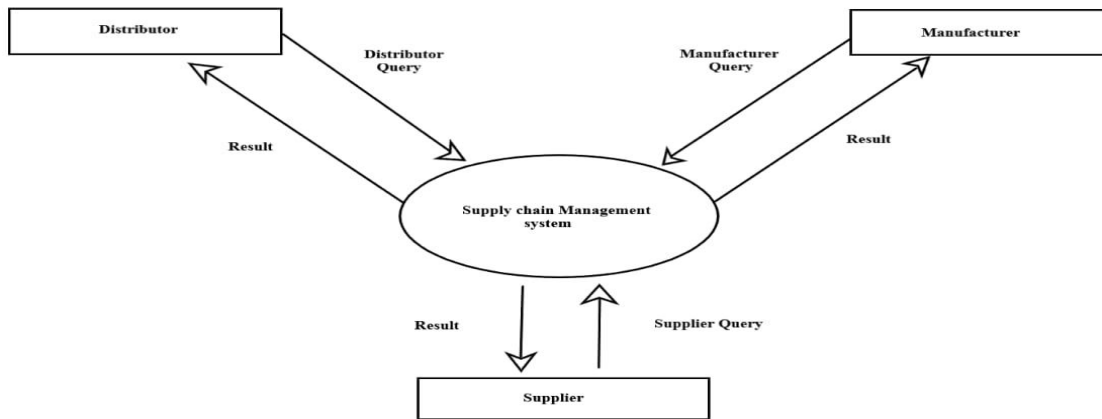 Distributor
Manufacturer
Distributor
Query
Manufacturer
Query
Result
Result
Supply chain Management
system
Result
Supplier Query
Supplier